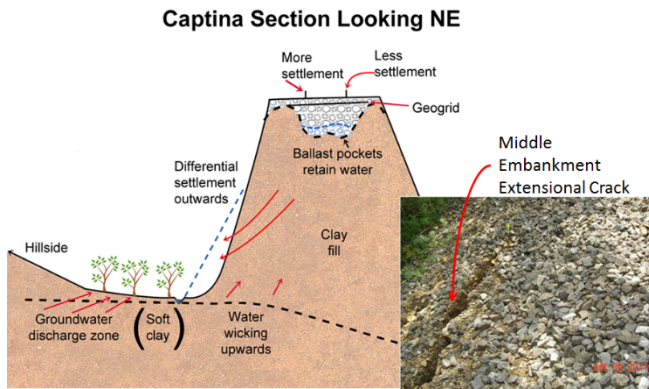 Captina Section Looking NE
More
settlement
Less
settlement
Geogrid
Ballast pockets
retain water
Middle
Embankment
Extensional Crack
Differential
settlement
outwards
Clay
fill
Hillside
Groundwater
discharge zone
(Soft
clay)
Water
wicking
upwards